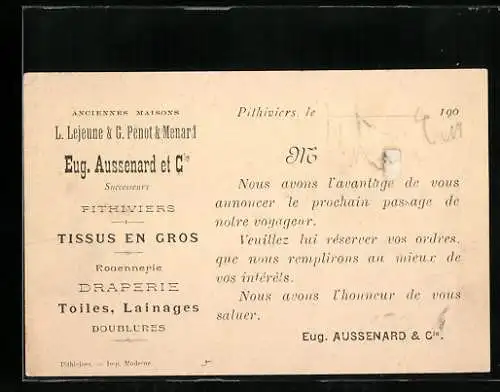 ANCIENNES MAISONS
L. Lejeune & G. Penot & Menard
Eug. Aussenard et Cie
Successeurs
PITHIVIERS
TISSUS EN GROS
Rouennerie
DRAPERIE
Toiles, Lainages
DOUBLURES
Pithiviers. — Imp. Moderne
Pithiviers, le 190
M
Nous avons l'avantage de vous
annoncer le prochain passage de
notre voyageur.
Veuillez lui réserver vos ordres,
que nous remplirons au mieux de
vos intérêts.
Nous avons l'honneur de vous
saluer.
Eug. AUSSENARD & Cie.